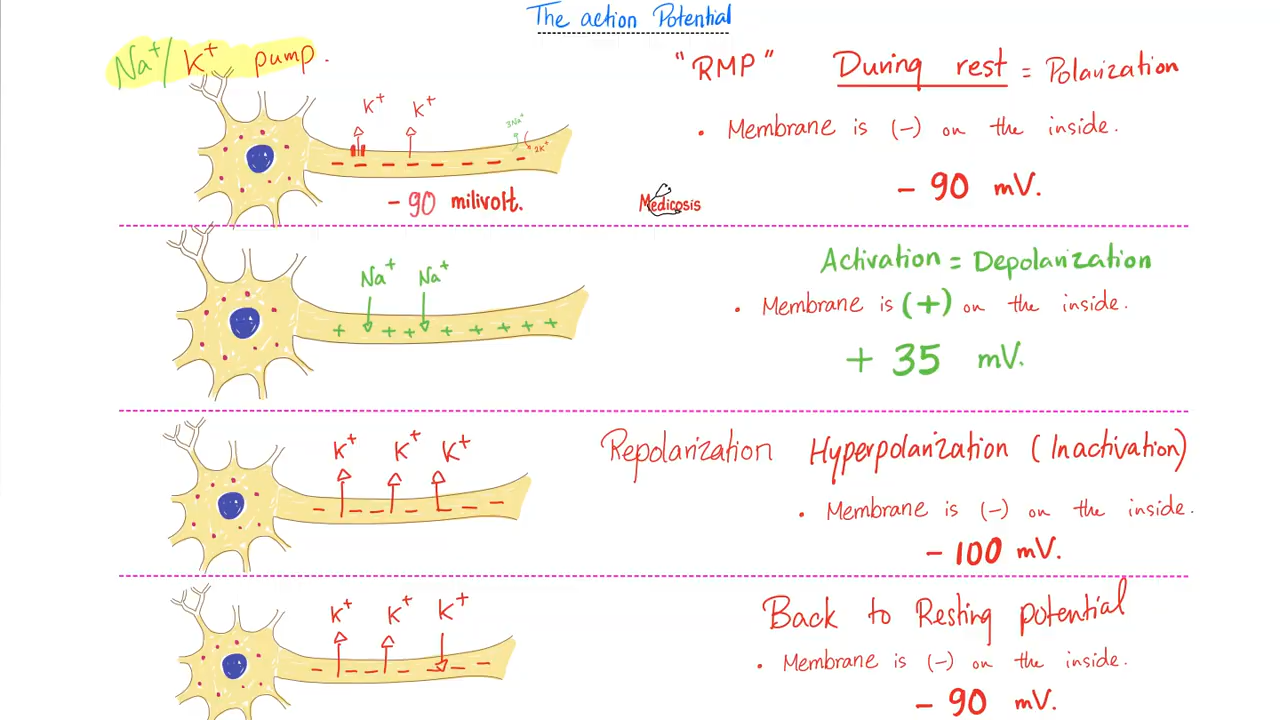 The action Potential
Na+/ K+ pump.
"RMP" During rest = Polarization
K+ K+
3Na+
2K+
• Membrane is (-) on the inside.
- 90 mV.
- 90 milivolt.
Medicosis
Activation = Depolarization
Na+ Na+
• Membrane is (+) on the inside.
+ 35 mV.
Repolarization Hyperpolarization (Inactivation)
K+ K+ K+
• Membrane is (-) on the inside.
- 100 mV.
Back to Resting potential
K+ K+ K+
• Membrane is (-) on the inside.
- 90 mV.